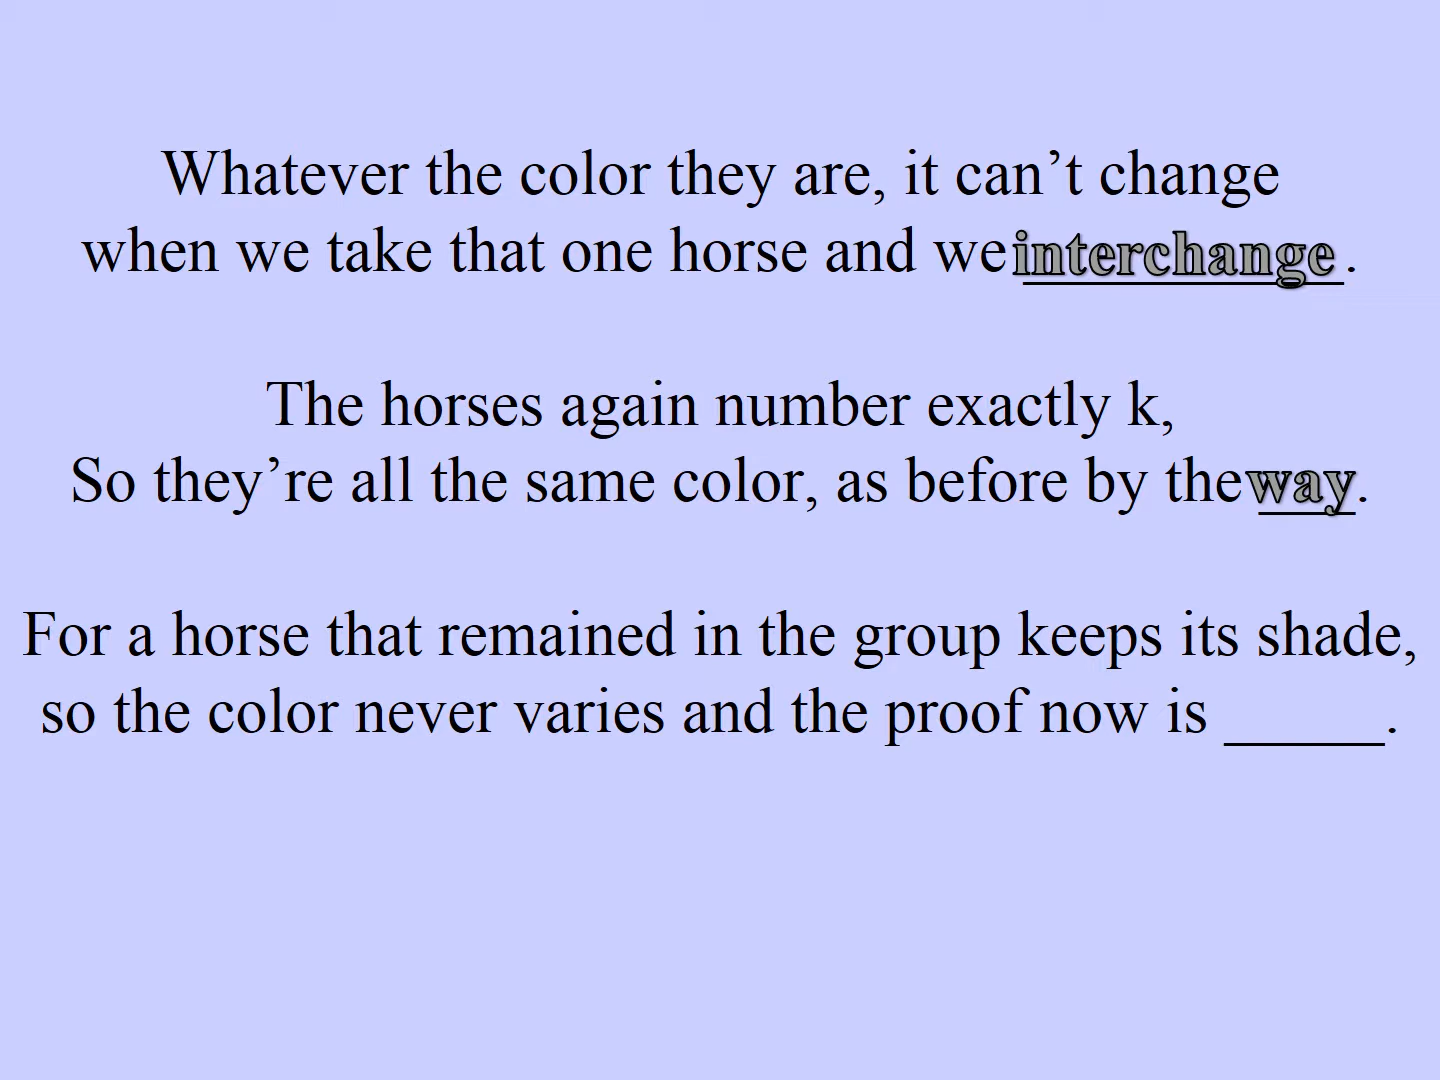 Whatever the color they are, it can’t change
when we take that one horse and we interchange.
The horses again number exactly k,
So they’re all the same color, as before by the way.
For a horse that remained in the group keeps its shade,
so the color never varies and the proof now is _____.